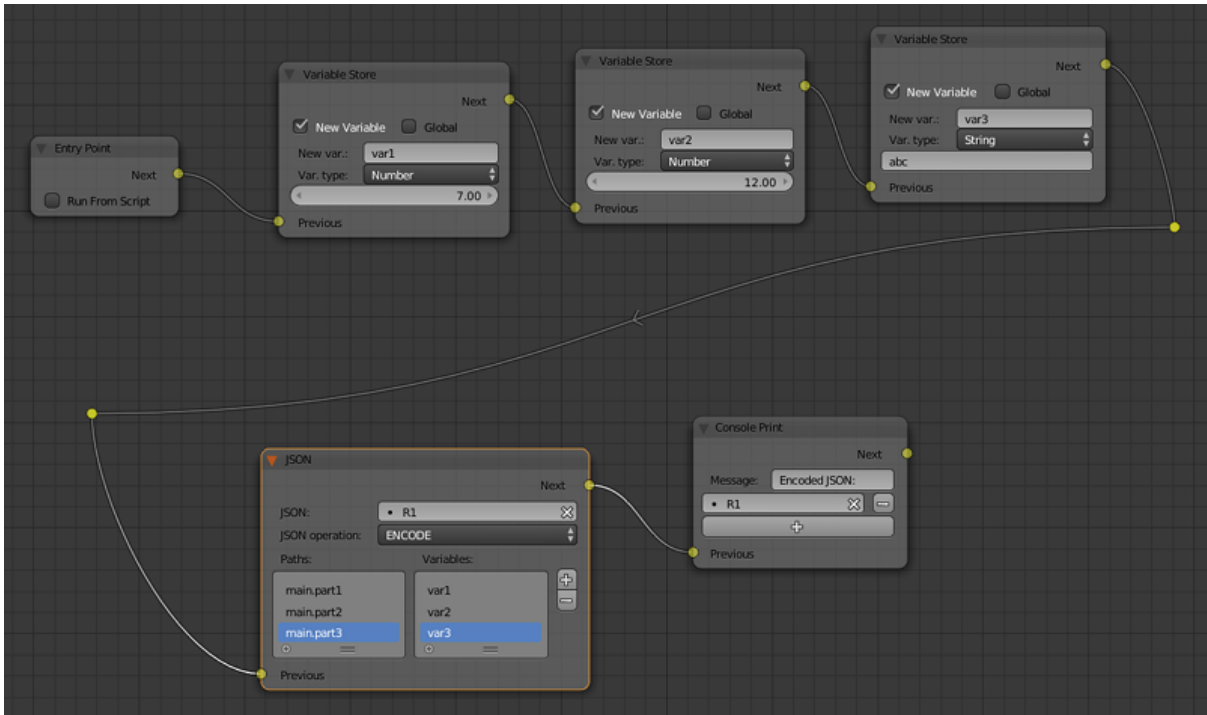 Entry Point
Next
Run From Script
Previous
Variable Store
Next
New Variable Global
New var.: var1
Var. type: Number
7.00
Previous
Variable Store
Next
New Variable Global
New var.: var2
Var. type: Number
12.00
Previous
Variable Store
Next
New Variable Global
New var.: var3
Var. type: String
abc
Previous
JSON
Next
JSON: R1
JSON operation: ENCODE
Paths: Variables:
main.part1 var1
main.part2 var2
main.part3 var3
Previous
Console Print
Next
Message: Encoded JSON:
R1
Previous